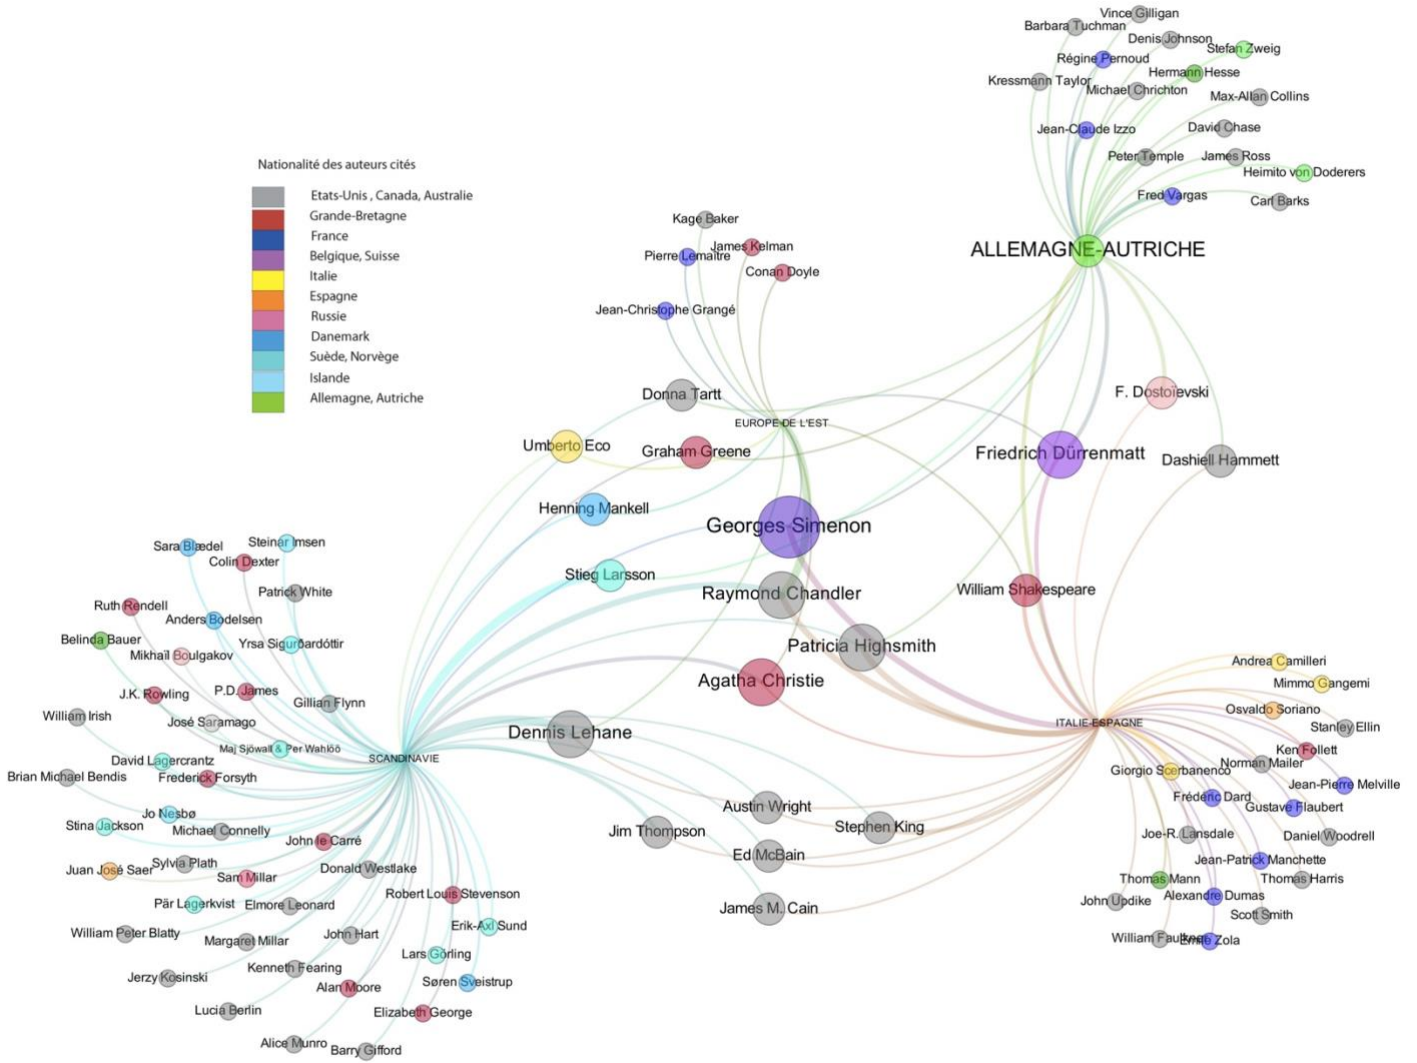 Vince Gilligan
Barbara Tuchman
Denis Johnson
Stefan Zweig
Régine Pernoud
Hermann Hesse
Kressmann Taylor
Michael Chrichton
Max-Allan Collins
Jean-Claude Izzo
David Chase
Peter Temple
James Ross
Heimito von Doderers
Fred Vargas
Carl Barks
ALLEMAGNE-AUTRICHE
Nationalité des auteurs cités
Etats-Unis , Canada, Australie
Grande-Bretagne
France
Belgique, Suisse
Italie
Espagne
Russie
Danemark
Suède, Norvège
Islande
Allemagne, Autriche
Kage Baker
James Kelman
Pierre Lemaître
Conan Doyle
Jean-Christophe Grangé
Donna Tartt
EUROPE DE L'EST
Umberto Eco
Graham Greene
F. Dostoïevski
Friedrich Dürrenmatt
Dashiell Hammett
Henning Mankell
Georges Simenon
Stieg Larsson
Raymond Chandler
William Shakespeare
Patricia Highsmith
Agatha Christie
Dennis Lehane
Austin Wright
Jim Thompson
Stephen King
Ed McBain
James M. Cain
Sara Blædel
Steinar Imsen
Colin Dexter
Patrick White
Ruth Rendell
Anders Bodelsen
Belinda Bauer
Yrsa Sigurðardóttir
Mikhaïl Boulgakov
J.K. Rowling
P.D. James
Gillian Flynn
William Irish
José Saramago
Maj Sjöwall & Per Wahlöö
SCANDINAVIE
David Lagercrantz
Brian Michael Bendis
Frederick Forsyth
Jo Nesbø
Stina Jackson
Michael Connelly
John le Carré
Juan José Saer
Sylvia Plath
Donald Westlake
Sam Millar
Robert Louis Stevenson
Pär Lagerkvist
Elmore Leonard
Erik-Axl Sund
William Peter Blatty
Margaret Millar
John Hart
Lars Görling
Jerzy Kosinski
Kenneth Fearing
Søren Sveistrup
Alan Moore
Lucia Berlin
Elizabeth George
Alice Munro
Barry Gifford
Andrea Camilleri
Mimmo Gangemi
Osvaldo Soriano
ITALIE-ESPAGNE
Stanley Ellin
Ken Follett
Norman Mailer
Giorgio Scerbanenco
Jean-Pierre Melville
Frédéric Dard
Gustave Flaubert
Joe-R. Lansdale
Daniel Woodrell
Jean-Patrick Manchette
Thomas Mann
Thomas Harris
Alexandre Dumas
John Updike
Scott Smith
William Faulkner
Emile Zola